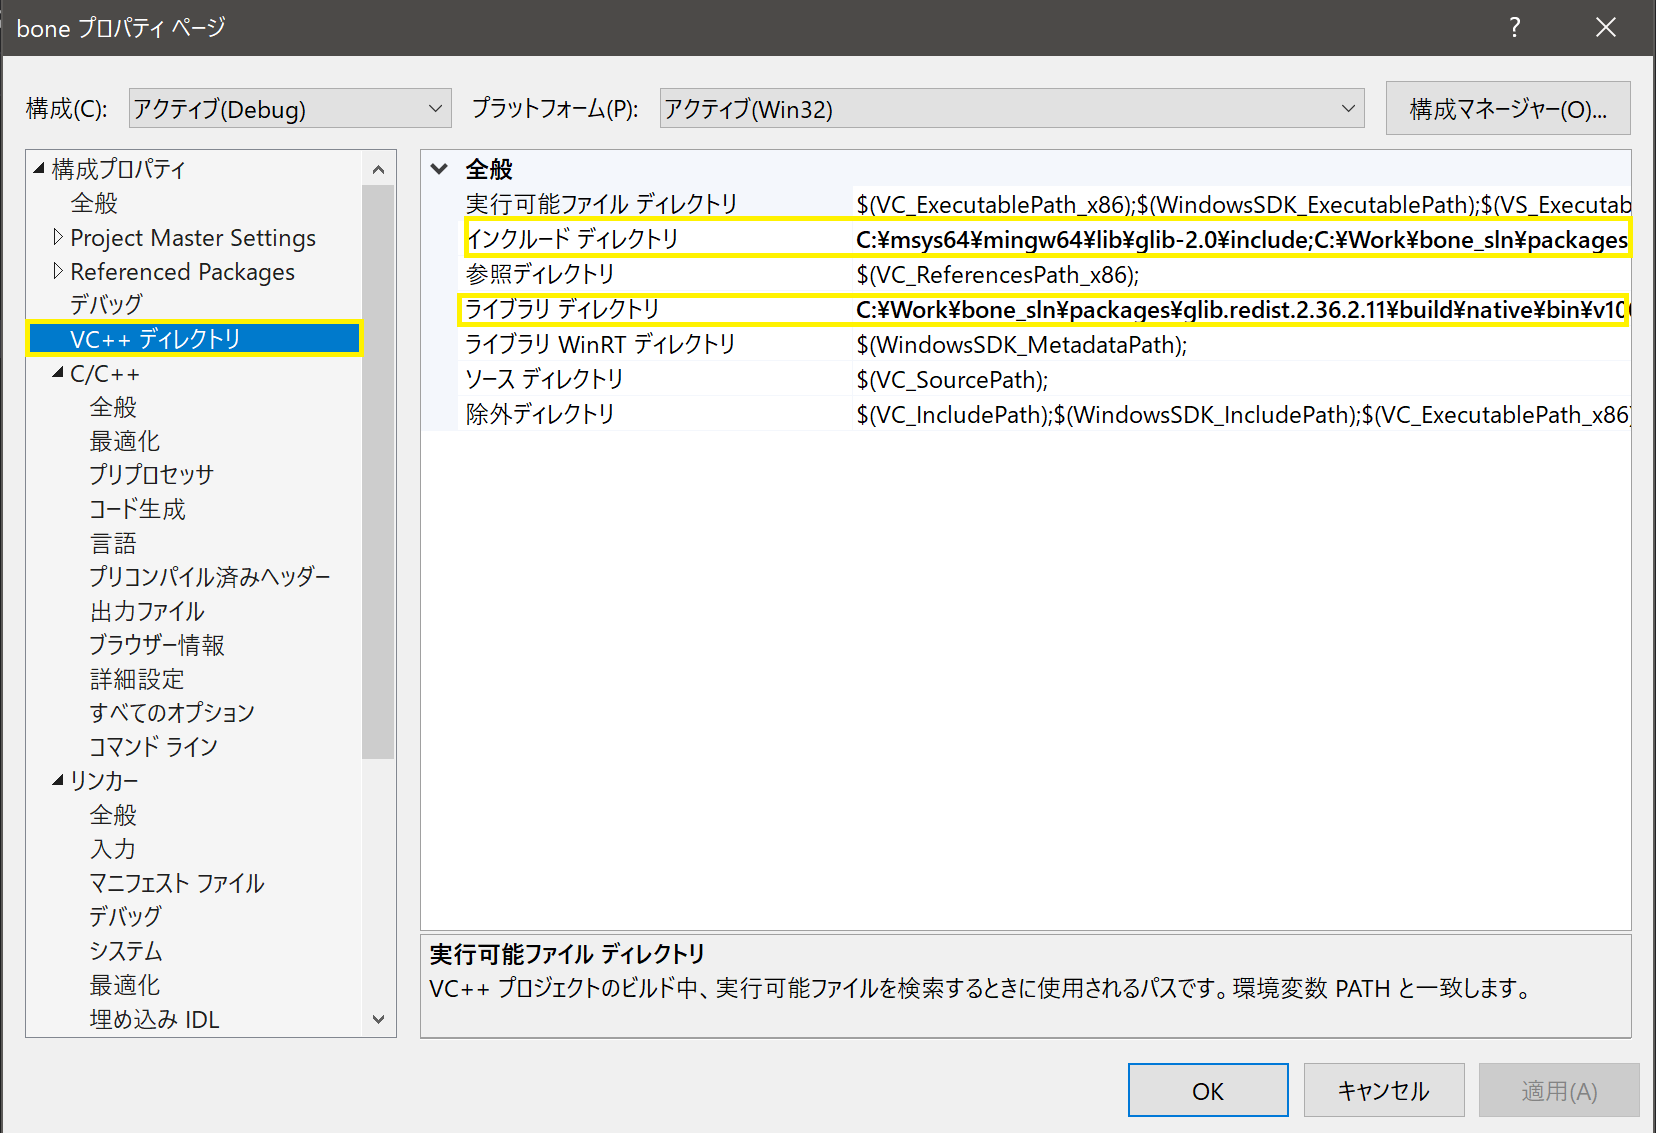 bone プロパティ ページ
?
構成(C): アクティブ(Debug) プラットフォーム(P): アクティブ(Win32) 構成マネージャー(O)...
構成プロパティ
全般
Project Master Settings
Referenced Packages
デバッグ
VC++ ディレクトリ
C/C++
全般
最適化
プリプロセッサ
コード生成
言語
プリコンパイル済みヘッダー
出力ファイル
ブラウザー情報
詳細設定
すべてのオプション
コマンド ライン
リンカー
全般
入力
マニフェスト ファイル
デバッグ
システム
最適化
埋め込み IDL
全般
実行可能ファイル ディレクトリ $(VC_ExecutablePath_x86);$(WindowsSDK_ExecutablePath);$(VS_Executab
インクルード ディレクトリ C:¥msys64¥mingw64¥lib¥glib-2.0¥include;C:¥Work¥bone_sln¥packages
参照ディレクトリ $(VC_ReferencesPath_x86);
ライブラリ ディレクトリ C:¥Work¥bone_sln¥packages¥glib.redist.2.36.2.11¥build¥native¥bin¥v10
ライブラリ WinRT ディレクトリ $(WindowsSDK_MetadataPath);
ソース ディレクトリ $(VC_SourcePath);
除外ディレクトリ $(VC_IncludePath);$(WindowsSDK_IncludePath);$(VC_ExecutablePath_x86)
実行可能ファイル ディレクトリ
VC++ プロジェクトのビルド中、実行可能ファイルを検索するときに使用されるパスです。環境変数 PATH と一致します。
OK キャンセル 適用(A)